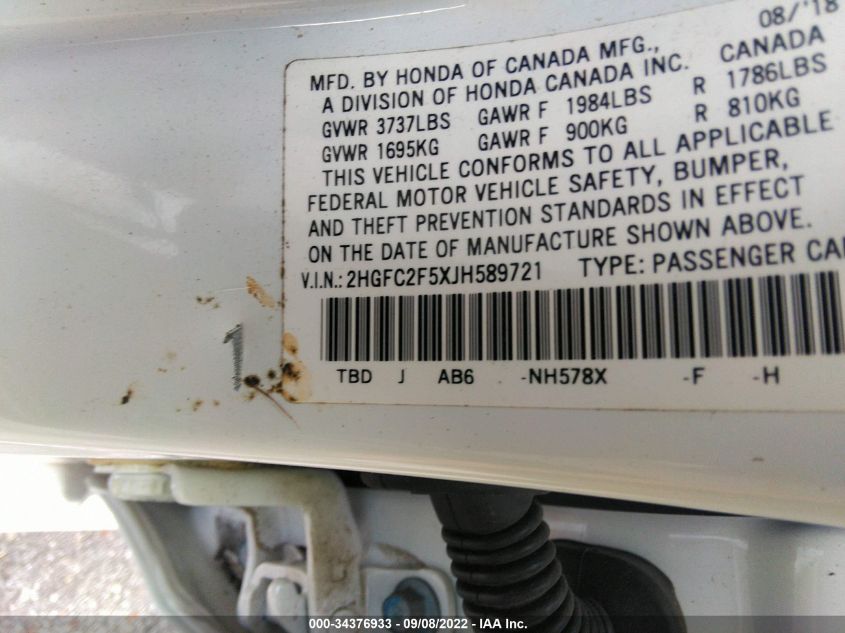 08/'18
MFD. BY HONDA OF CANADA MFG.,
A DIVISION OF HONDA CANADA INC. CANADA
GVWR 3737LBS GAWR F 1984LBS R 1786LBS
GVWR 1695KG GAWR F 900KG R 810KG
THIS VEHICLE CONFORMS TO ALL APPLICABLE
FEDERAL MOTOR VEHICLE SAFETY, BUMPER,
AND THEFT PREVENTION STANDARDS IN EFFECT
ON THE DATE OF MANUFACTURE SHOWN ABOVE.
V.I.N.: 2HGFC2F5XJH589721 TYPE: PASSENGER CAR
TBD J AB6 -NH578X -F -H
1
000-34376933 - 09/08/2022 - IAA Inc.